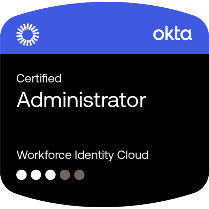 okta
Certified
Administrator
Workforce Identity Cloud